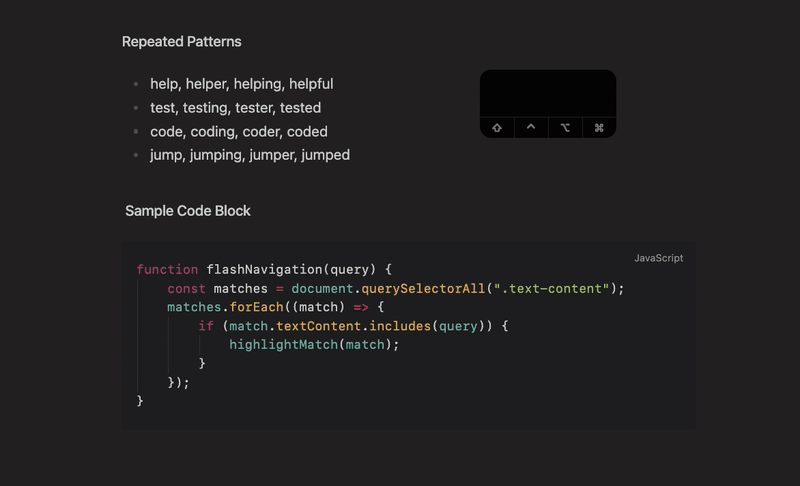 Repeated Patterns
help, helper, helping, helpful
test, testing, tester, tested
code, coding, coder, coded
jump, jumping, jumper, jumped
⇧ ⌃ ⌥ ⌘
Sample Code Block
JavaScript
function flashNavigation(query) {
    const matches = document.querySelectorAll(".text-content");
    matches.forEach((match) => {
        if (match.textContent.includes(query)) {
            highlightMatch(match);
        }
    });
}